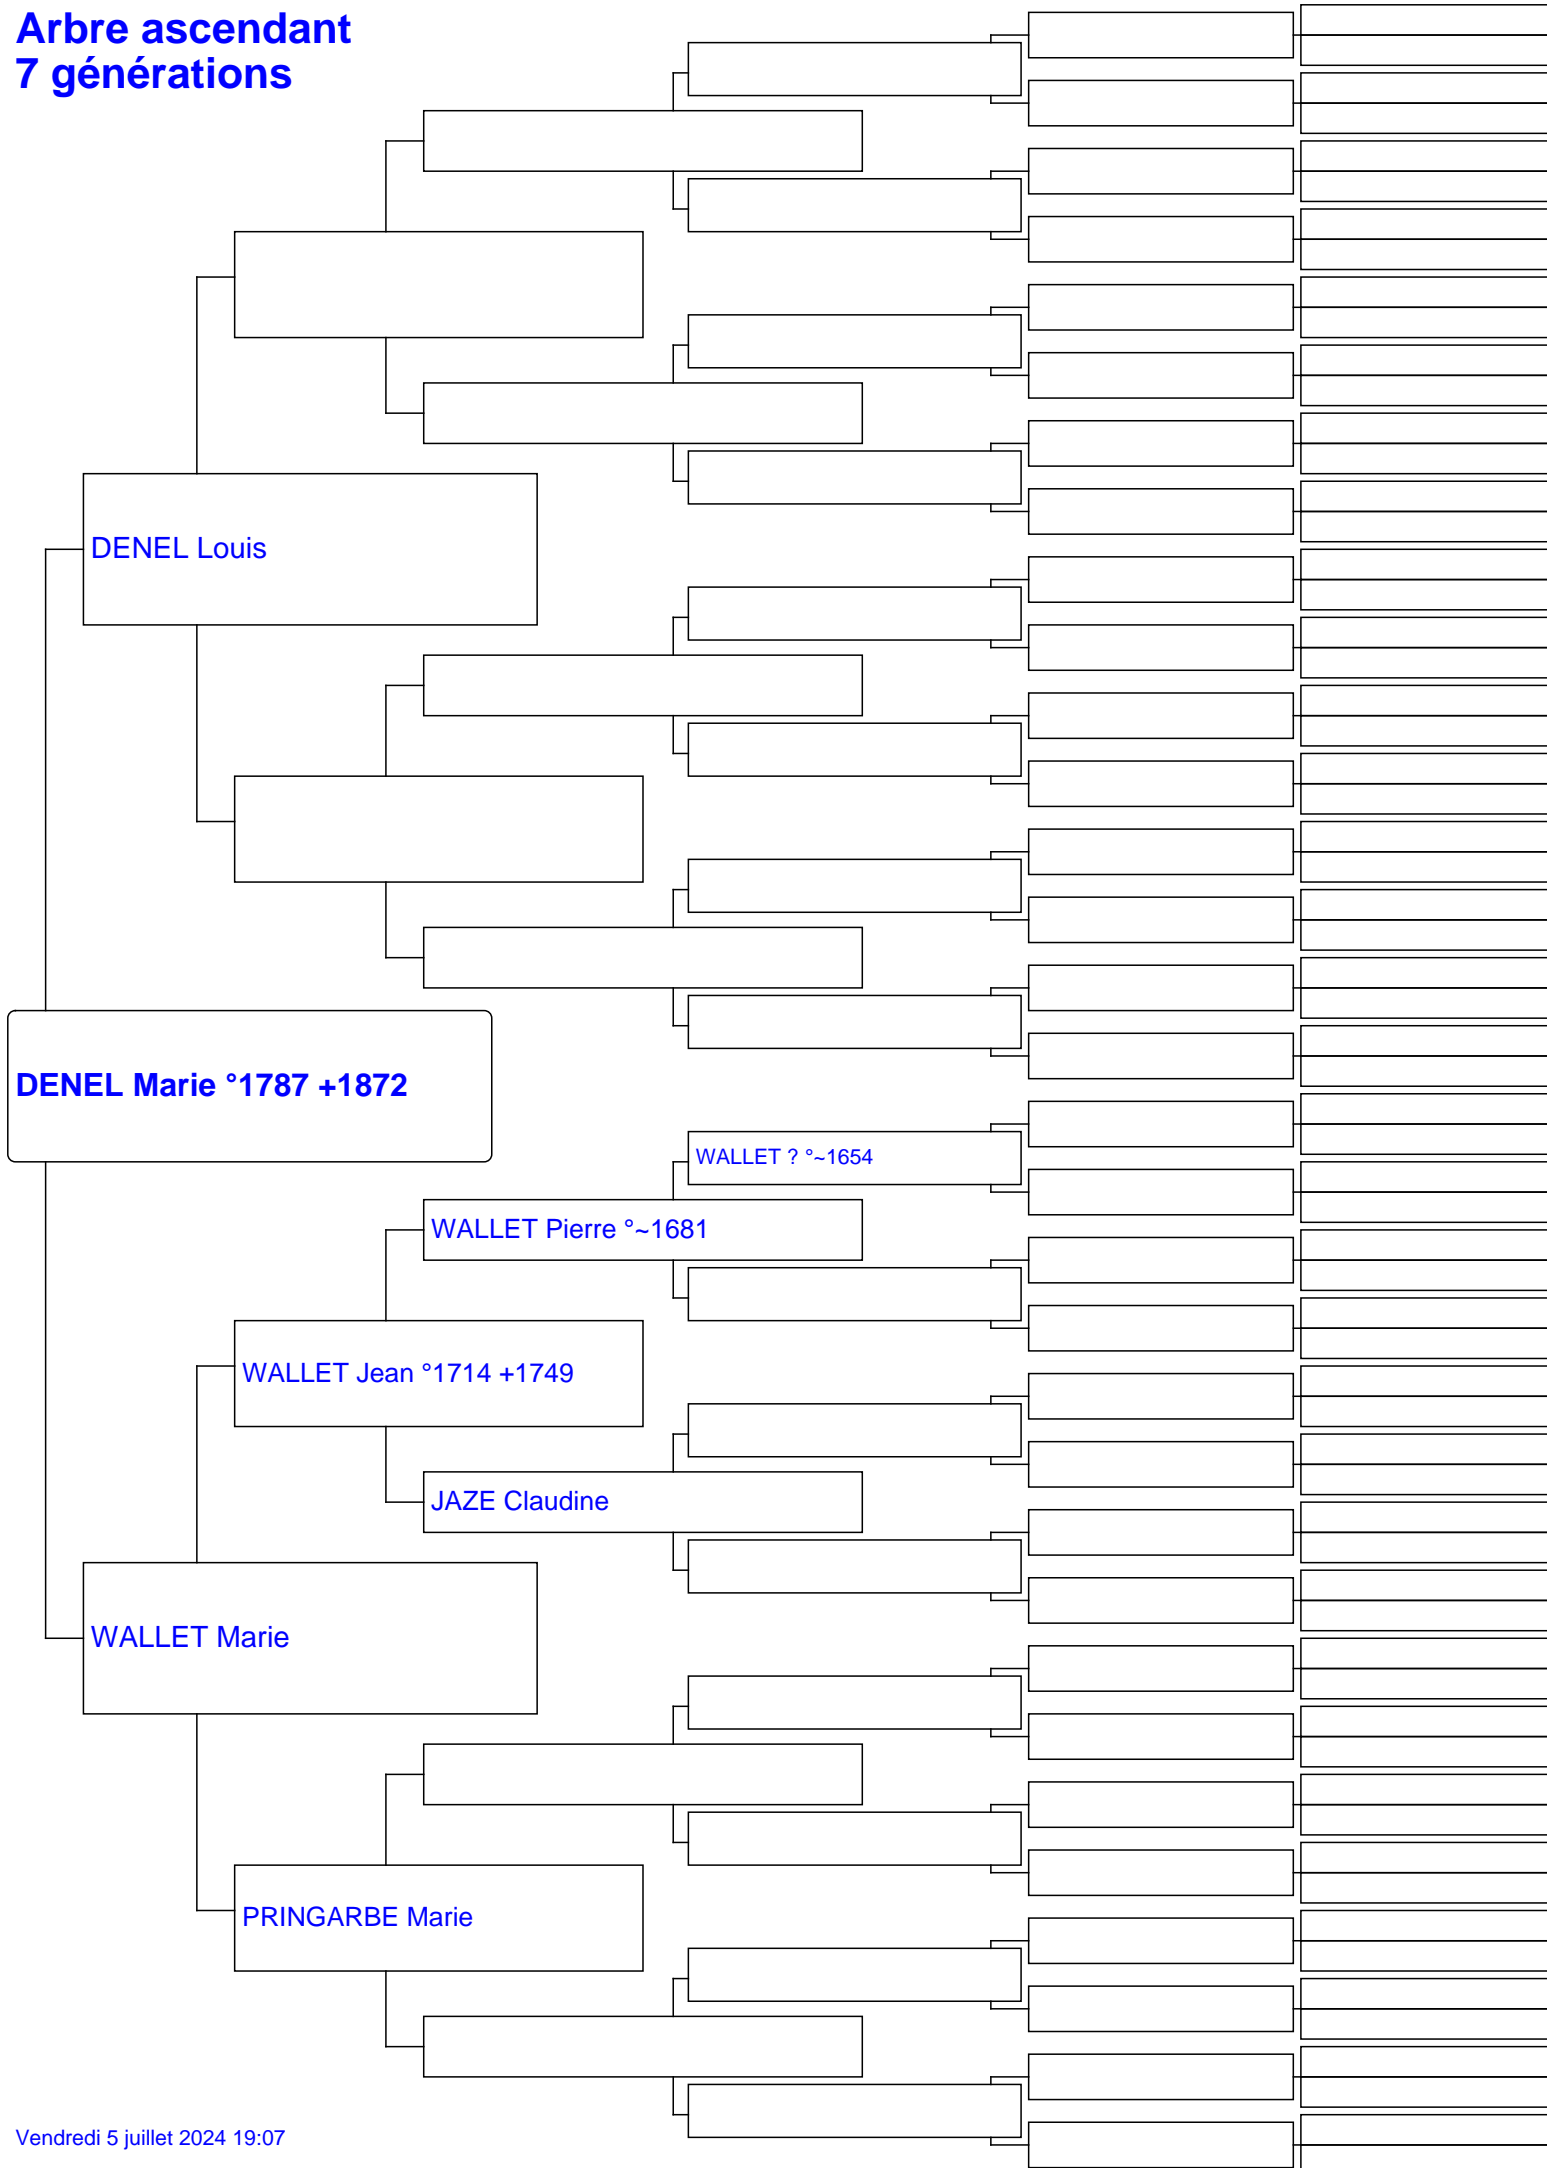 Arbre ascendant
7 générations
DENEL Louis
DENEL Marie °1787 +1872
WALLET ? °~1654
WALLET Pierre °~1681
WALLET Jean °1714 +1749
JAZE Claudine
WALLET Marie
PRINGARBE Marie
Vendredi 5 juillet 2024 19:07